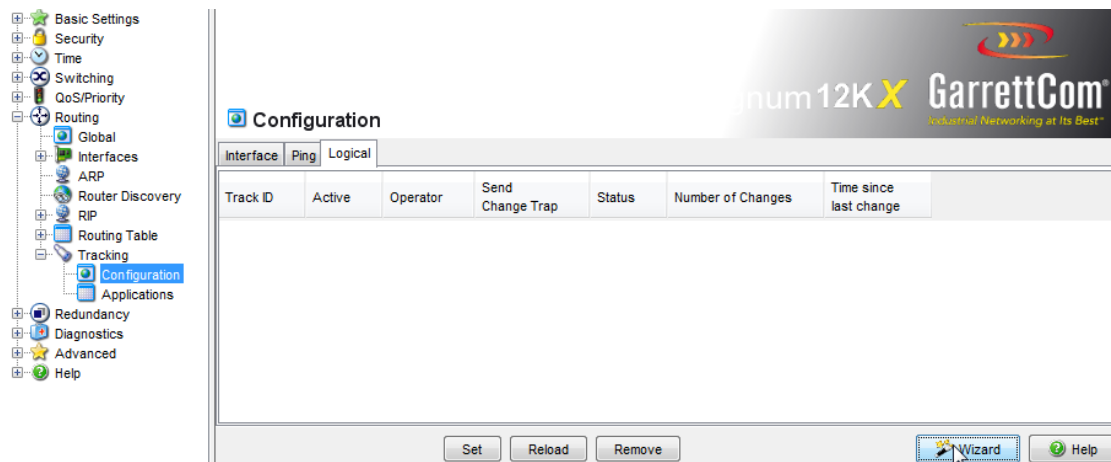 Basic Settings
Security
Time
Switching
QoS/Priority
Routing
Global
Interfaces
ARP
Router Discovery
RIP
Routing Table
Tracking
Configuration
Applications
Redundancy
Diagnostics
Advanced
Help
num 12K X GarrettCom
Industrial Networking at Its Best
Configuration
Interface Ping Logical
Track ID Active Operator Send Change Trap Status Number of Changes Time since last change
Set Reload Remove Wizard Help